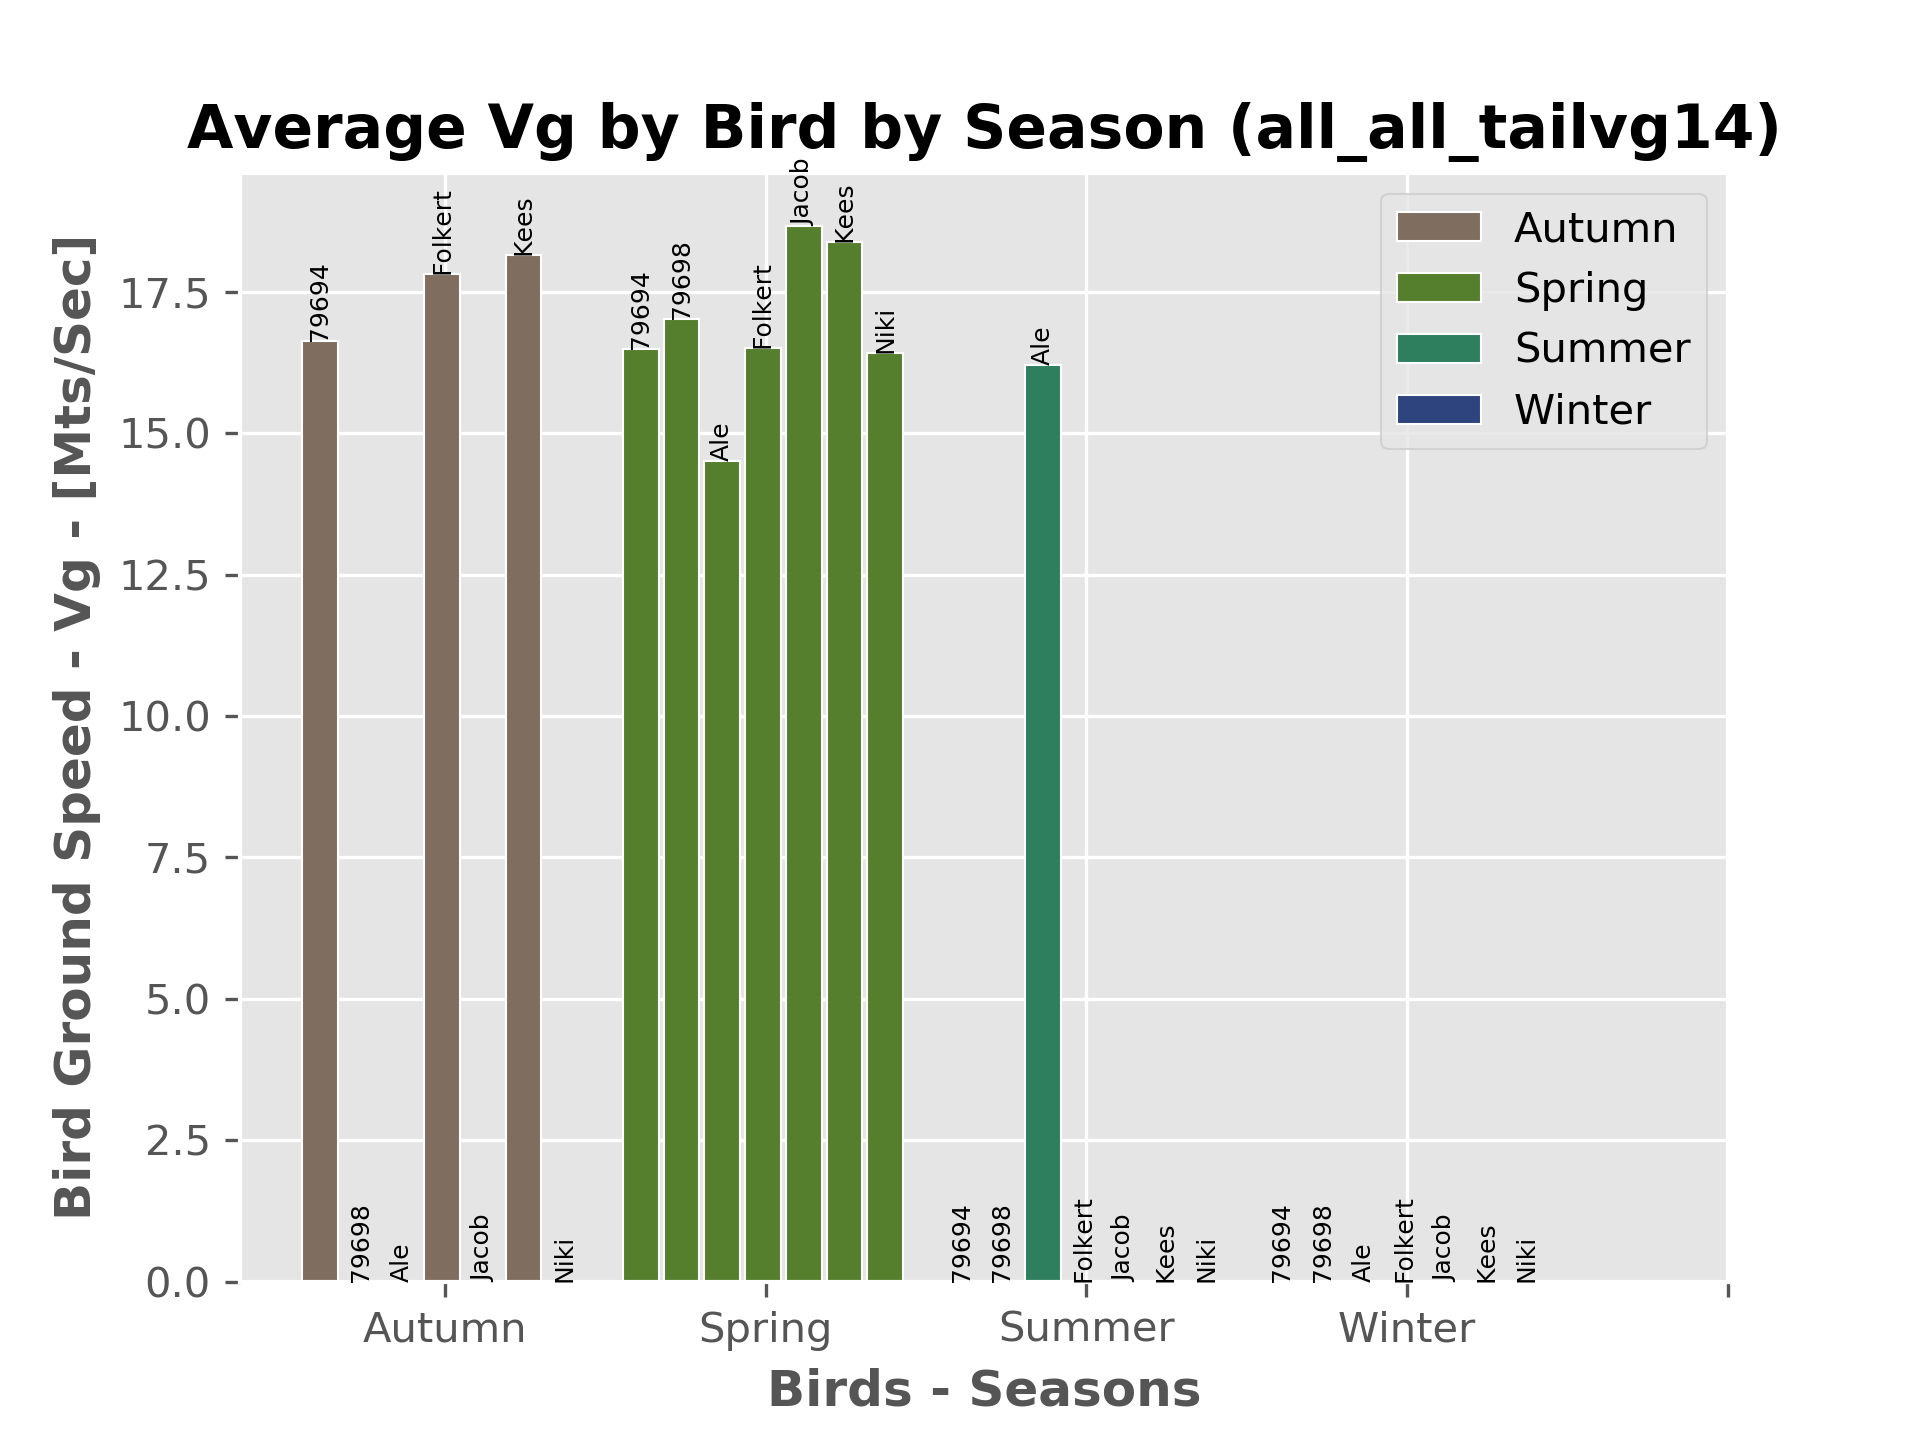 Average Vg by Bird by Season (all_all_tailvg14)
Bird Ground Speed - Vg - [Mts/Sec]
17.5
15.0
12.5
10.0
7.5
5.0
2.5
0.0
79694
79698
Ale
Folkert
Jacob
Kees
Niki
79694
79698
Ale
Folkert
Jacob
Kees
Niki
79694
79698
Ale
Folkert
Jacob
Kees
Niki
79694
79698
Ale
Folkert
Jacob
Kees
Niki
Autumn
Spring
Summer
Winter
Autumn
Spring
Summer
Winter
Birds - Seasons